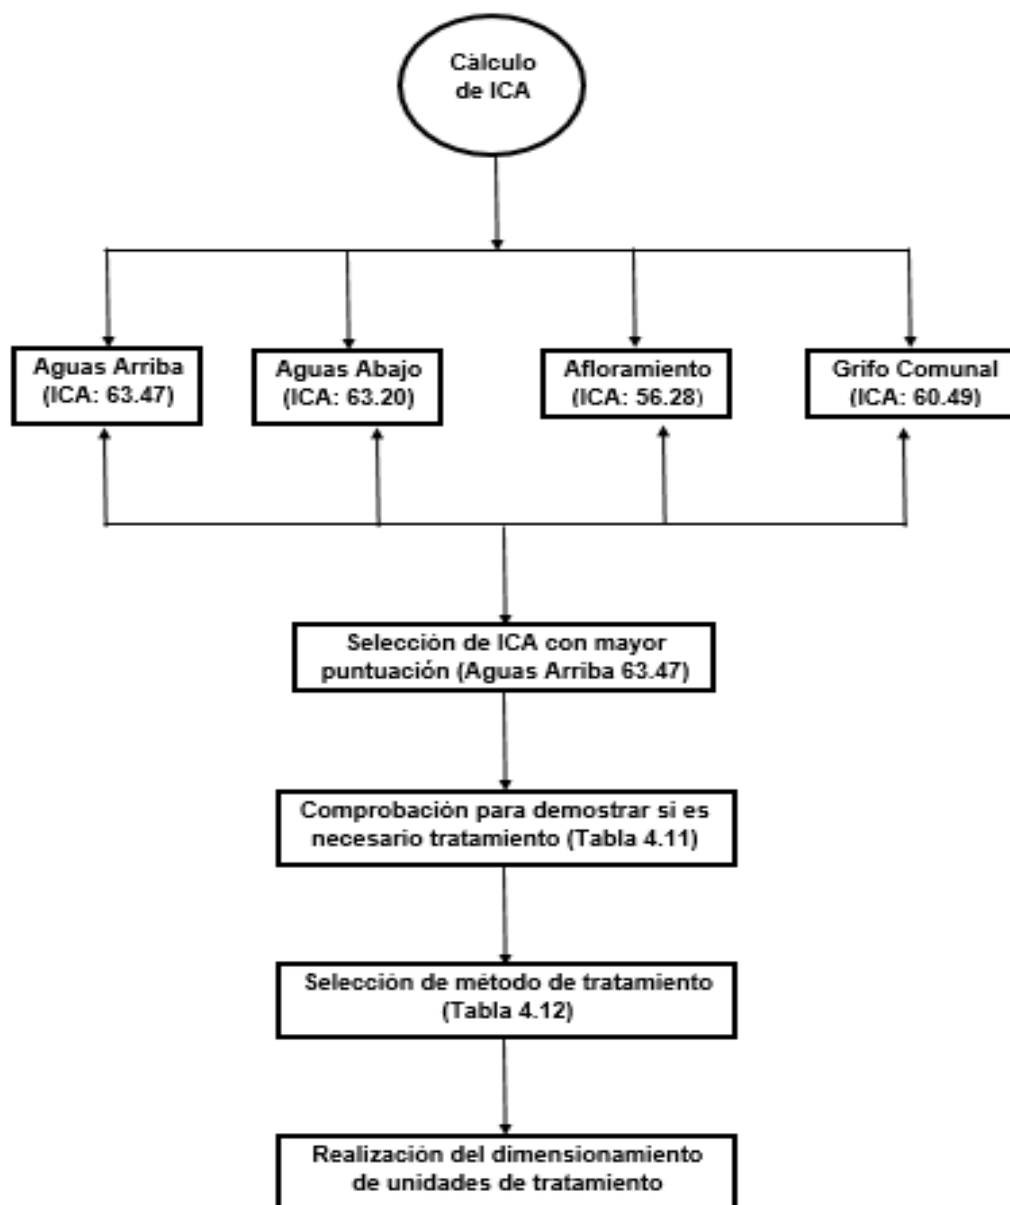 Càlculo
de ICA
Aguas Arriba
(ICA: 63.47)
Aguas Abajo
(ICA: 63.20)
Afloramiento
(ICA: 56.28)
Grifo Comunal
(ICA: 60.49)
Selección de ICA con mayor
puntuación (Aguas Arriba 63.47)
Comprobación para demostrar si es
necesario tratamiento (Tabla 4.11)
Selección de método de tratamiento
(Tabla 4.12)
Realización del dimensionamiento
de unidades de tratamiento